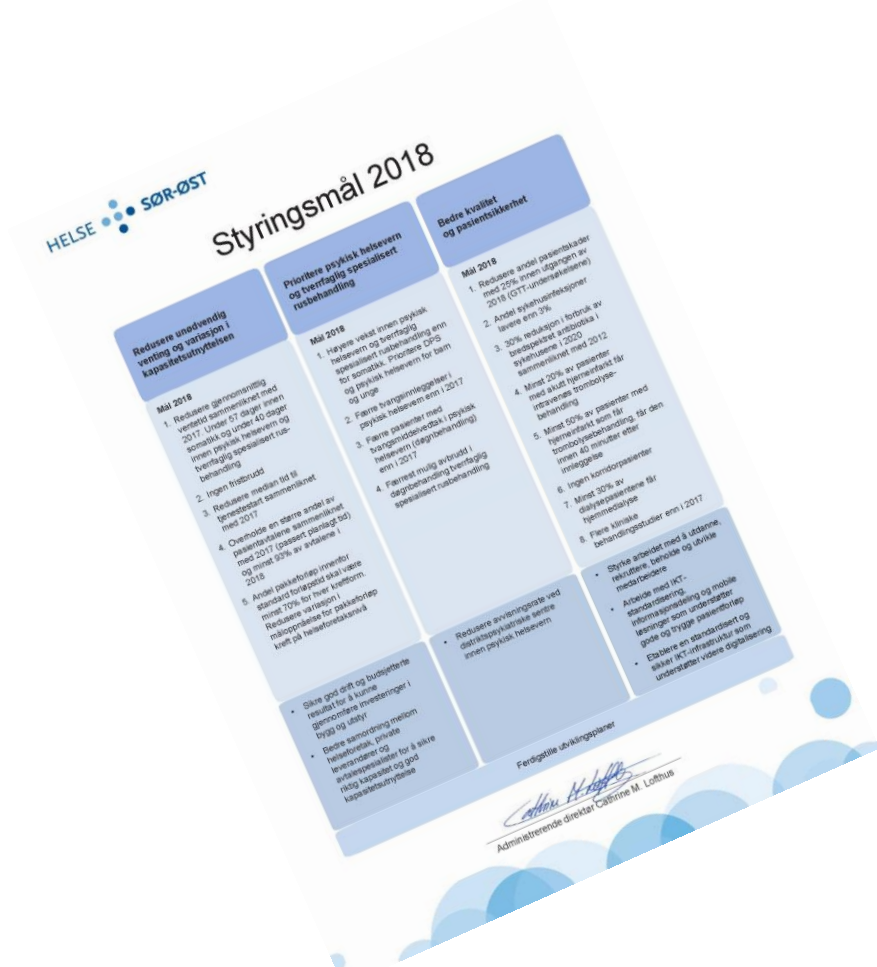 HELSE SØR-ØST
Styringsmål 2018
Redusere unødvendig
venting og variasjon i
kapasitetsutnyttelsen
Mål 2018
1. Redusere gjennomsnittlig
ventetid sammenliknet med
2017. Under 57 dager innen
somatikk og under 40 dager
innen psykisk helsevern og
tverrfaglig spesialisert rus-
behandling
2. Ingen fristbrudd
3. Redusere median tid til
tjenestestart sammenliknet
med 2017
4. Overholde en større andel av
pasientavtalene sammenliknet
med 2017 (passert planlagt tid)
og minst 93% av avtalene i
2018
5. Andel pakkeforløp innenfor
standard forløpstid skal være
minst 70% for hver kreftform.
Redusere variasjon i
måloppnåelse for pakkeforløp
kreft på helseforetaksnivå
• Sikre god drift og budsjetterte
resultat for å kunne
gjennomføre investeringer i
bygg og utstyr
• Bedre samordning mellom
helseforetak, private
leverandører og
avtalespesialister for å sikre
riktig kapasitet og god
kapasitetsutnyttelse
Prioritere psykisk helsevern
og tverrfaglig spesialisert
rusbehandling
Mål 2018
1. Høyere vekst innen psykisk
helsevern og tverrfaglig
spesialisert rusbehandling enn
for somatikk. Prioritere DPS
og psykisk helsevern for barn
og unge
2. Færre tvangsinnleggelser i
psykisk helsevern enn i 2017
3. Færre pasienter med
tvangsmiddelvedtak i psykisk
helsevern (døgnbehandling)
enn i 2017
4. Færrest mulig avbrudd i
døgnbehandling tverrfaglig
spesialisert rusbehandling
• Redusere avvisningsrate ved
distriktspsykiatriske sentre
innen psykisk helsevern
Bedre kvalitet
og pasientsikkerhet
Mål 2018
1. Redusere andel pasientskader
med 25% innen utgangen av
2018 (GTT-undersøkelsene)
2. Andel sykehusinfeksjoner
lavere enn 3%
3. 30% reduksjon i forbruk av
bredspektret antibiotika i
sykehusene i 2020
sammenliknet med 2012
4. Minst 20% av pasienter
med akutt hjerneinfarkt får
intravenøs trombolyse-
behandling
5. Minst 50% av pasienter med
hjerneinfarkt som får
trombolysebehandling, får den
innen 40 minutter etter
innleggelse
6. Ingen korridorpasienter
7. Minst 30% av
dialysepasientene får
hjemmedialyse
8. Flere kliniske
behandlingsstudier enn i 2017
• Styrke arbeidet med å utdanne,
rekruttere, beholde og utvikle
medarbeidere
• Arbeide med IKT-
standardisering,
informasjonsdeling og mobile
løsninger som understøtter
gode og trygge pasientforløp
• Etablere en standardisert og
sikker IKT-infrastruktur som
understøtter videre digitalisering
Ferdigstille utviklingsplaner
Cathrine M. Lofthus
Administrerende direktør Cathrine M. Lofthus